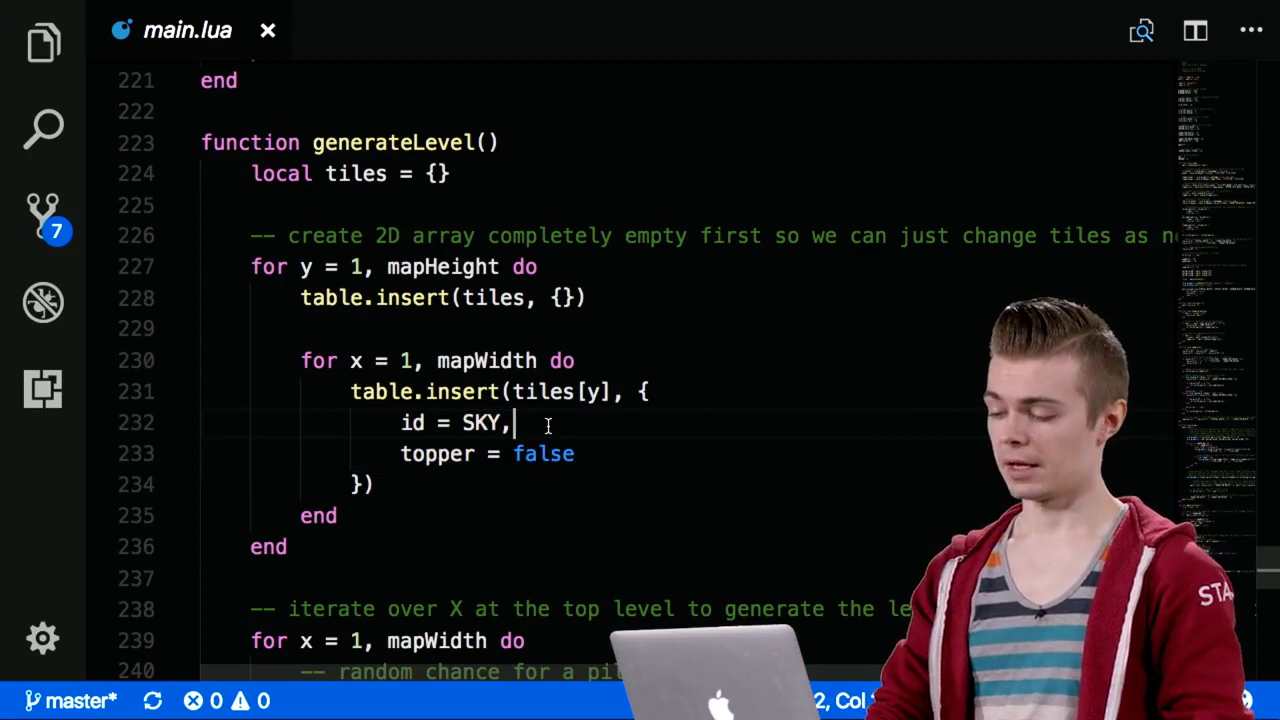 main.lua
221 end
222
223 function generateLevel()
224 local tiles = {}
225
226 -- create 2D array completely empty first so we can just change tiles as
227 for y = 1, mapHeight do
228 table.insert(tiles, {})
229
230 for x = 1, mapWidth do
231 table.insert(tiles[y], {
232 id = SKY,
233 topper = false
234 })
235 end
236 end
237
238 -- iterate over X at the top level to generate the
239 for x = 1, mapWidth do
240 -- random chance for a
7
STA
master* 0 0